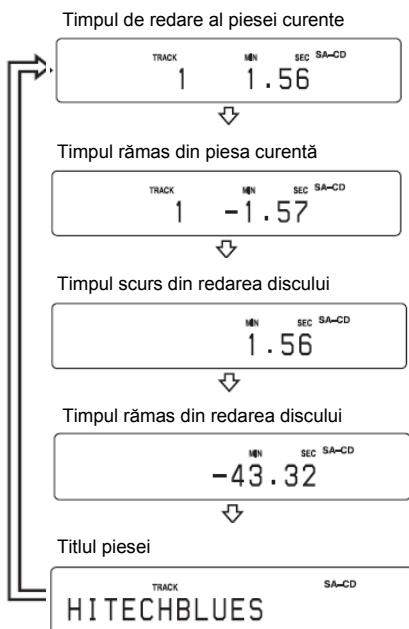 Timpul de redare al piesei curente
TRACK MIN SEC SA-CD
1 1.56
Timpul rămas din piesa curentă
TRACK MIN SEC SA-CD
1 -1.57
Timpul scurs din redarea discului
MIN SEC SA-CD
1.56
Timpul rămas din redarea discului
MIN SEC SA-CD
-43.32
Titlul piesei
TRACK SA-CD
HITECHBLUES